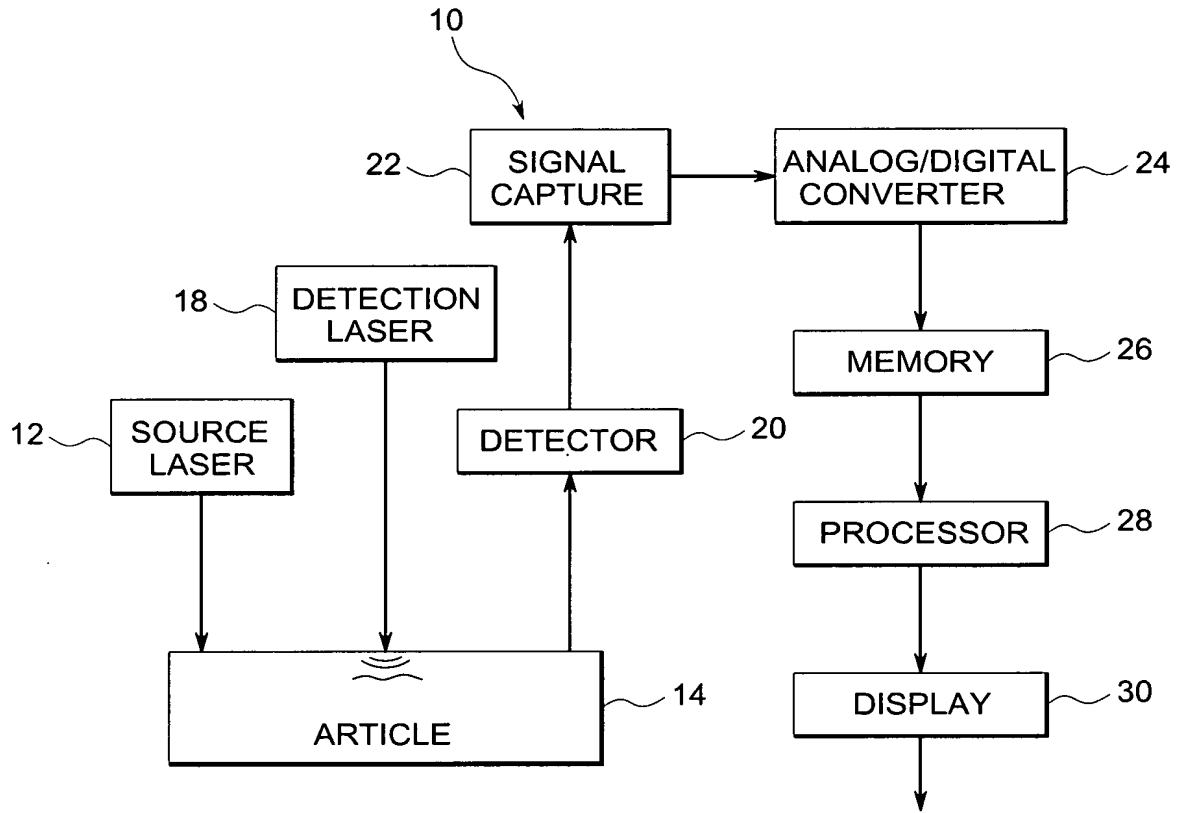 10
22
SIGNAL
CAPTURE
ANALOG/DIGITAL
CONVERTER
24
18
DETECTION
LASER
MEMORY
26
12
SOURCE
LASER
DETECTOR
20
PROCESSOR
28
ARTICLE
14
DISPLAY
30